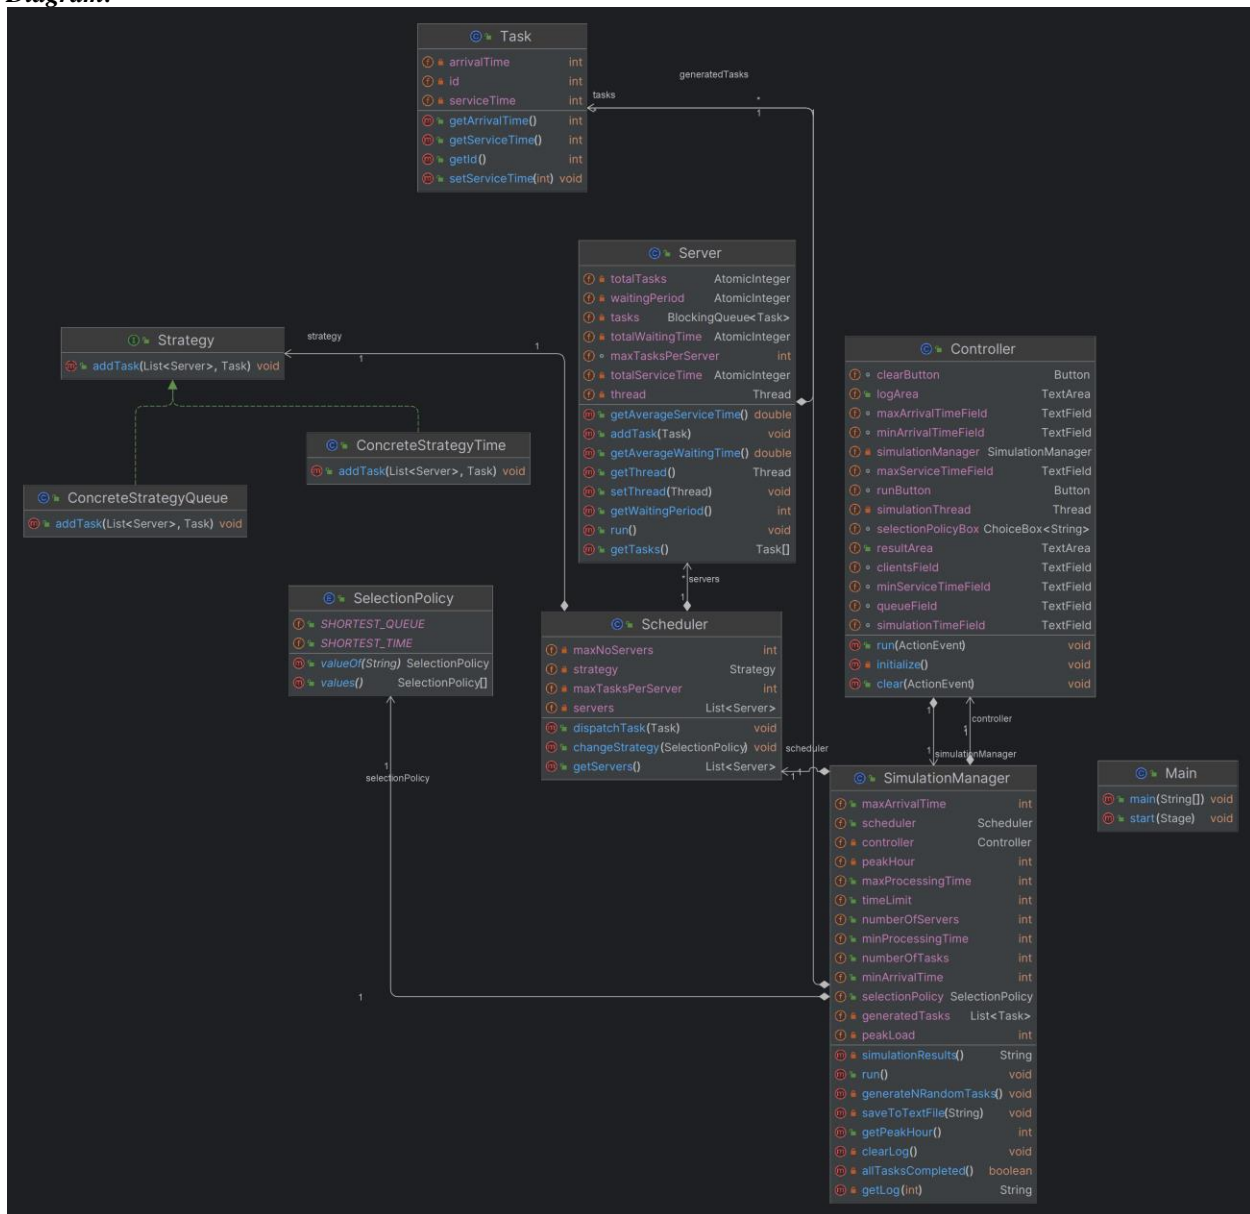 Diagram:
Task
arrivalTime int
id int
serviceTime int
getArrivalTime() int
getServiceTime() int
getId() int
setServiceTime(int) void
generatedTasks
tasks
*
1
Server
totalTasks AtomicInteger
waitingPeriod AtomicInteger
tasks BlockingQueue<Task>
totalWaitingTime AtomicInteger
maxTasksPerServer int
totalServiceTime AtomicInteger
thread Thread
getAverageServiceTime() double
addTask(Task) void
getAverageWaitingTime() double
getThread() Thread
setThread(Thread) void
getWaitingPeriod() int
run() void
getTasks() Task[]
Strategy
addTask(List<Server>, Task) void
strategy
1
1
ConcreteStrategyTime
addTask(List<Server>, Task) void
ConcreteStrategyQueue
addTask(List<Server>, Task) void
Controller
clearButton Button
logArea TextArea
maxArrivalTimeField TextField
minArrivalTimeField TextField
simulationManager SimulationManager
maxServiceTimeField TextField
runButton Button
simulationThread Thread
selectionPolicyBox ChoiceBox<String>
resultArea TextArea
clientsField TextField
minServiceTimeField TextField
queueField TextField
simulationTimeField TextField
run(ActionEvent) void
initialize() void
clear(ActionEvent) void
* servers
1
SelectionPolicy
SHORTEST_QUEUE
SHORTEST_TIME
valueOf(String) SelectionPolicy
values() SelectionPolicy[]
Scheduler
maxNoServers int
strategy Strategy
maxTasksPerServer int
servers List<Server>
dispatchTask(Task) void
changeStrategy(SelectionPolicy) void
getServers() List<Server>
scheduler
1
1
1
controller
1
1
1 simulationManager
1
selectionPolicy
1
SimulationManager
maxArrivalTime int
scheduler Scheduler
controller Controller
peakHour int
maxProcessingTime int
timeLimit int
numberOfServers int
minProcessingTime int
numberOfTasks int
minArrivalTime int
selectionPolicy SelectionPolicy
generatedTasks List<Task>
peakLoad int
simulationResults() String
run() void
generateNRandomTasks() void
saveToTextFile(String) void
getPeakHour() int
clearLog() void
allTasksCompleted() boolean
getLog(int) String
Main
main(String[]) void
start(Stage) void